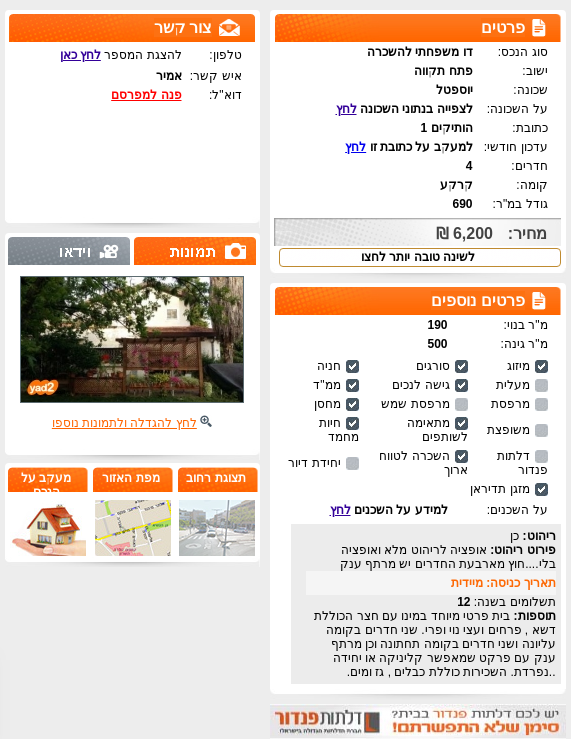 פרטים
סוג הנכס: דו משפחתי להשכרה
ישוב: פתח תקווה
שכונה: יוספטל
על השכונה: לצפייה בנתוני השכונה לחץ
כתובת: הותיקים 1
עדכון חודשי: למעקב על כתובת זו לחץ
חדרים: 4
קומה: קרקע
גודל במ"ר: 690
מחיר: 6,200 ₪
לשינה טובה יותר לחצו
פרטים נוספים
מ"ר בנוי: 190
מ"ר גינה: 500
מיזוג סורגים חניה
מעלית גישה לנכים ממ"ד
מרפסת מרפסת שמש מחסן
משופצת מתאימה לשותפים חיות מחמד
דלתות פנדור השכרה לטווח ארוך יחידת דיור
מזגן תדיראן
על השכנים: למידע על השכנים לחץ
ריהוט: כן
פירוט ריהוט: אופציה לריהוט מלא ואופציה
בלי....חוץ מארבעת החדרים יש מרתף ענק
תאריך כניסה: מיידית
תשלומים בשנה: 12
תוספות: בית פרטי מיוחד במינו עם חצר הכוללת
דשא , פרחים ועצי נוי ופרי. שני חדרים בקומה
עליונה ושני חדרים בקומה תחתונה וכן מרתף
ענק עם פרקט שמאפשר קליניקה או יחידה
נפרדת. השכירות כוללת כבלים , גז ומים..
יש לכם דלתות פנדור בבית?
סימן שלא התפשרתם!
דלתות פנדור
חברת הדלתות הגדולה בישראל
צור קשר
טלפון: להצגת המספר לחץ כאן
איש קשר: אמיר
דוא"ל: פנה למפרסם
תמונות
וידאו
yad2
לחץ להגדלה ולתמונות נוספו
תצוגת רחוב
מפת האזור
מעקב על
הנכס